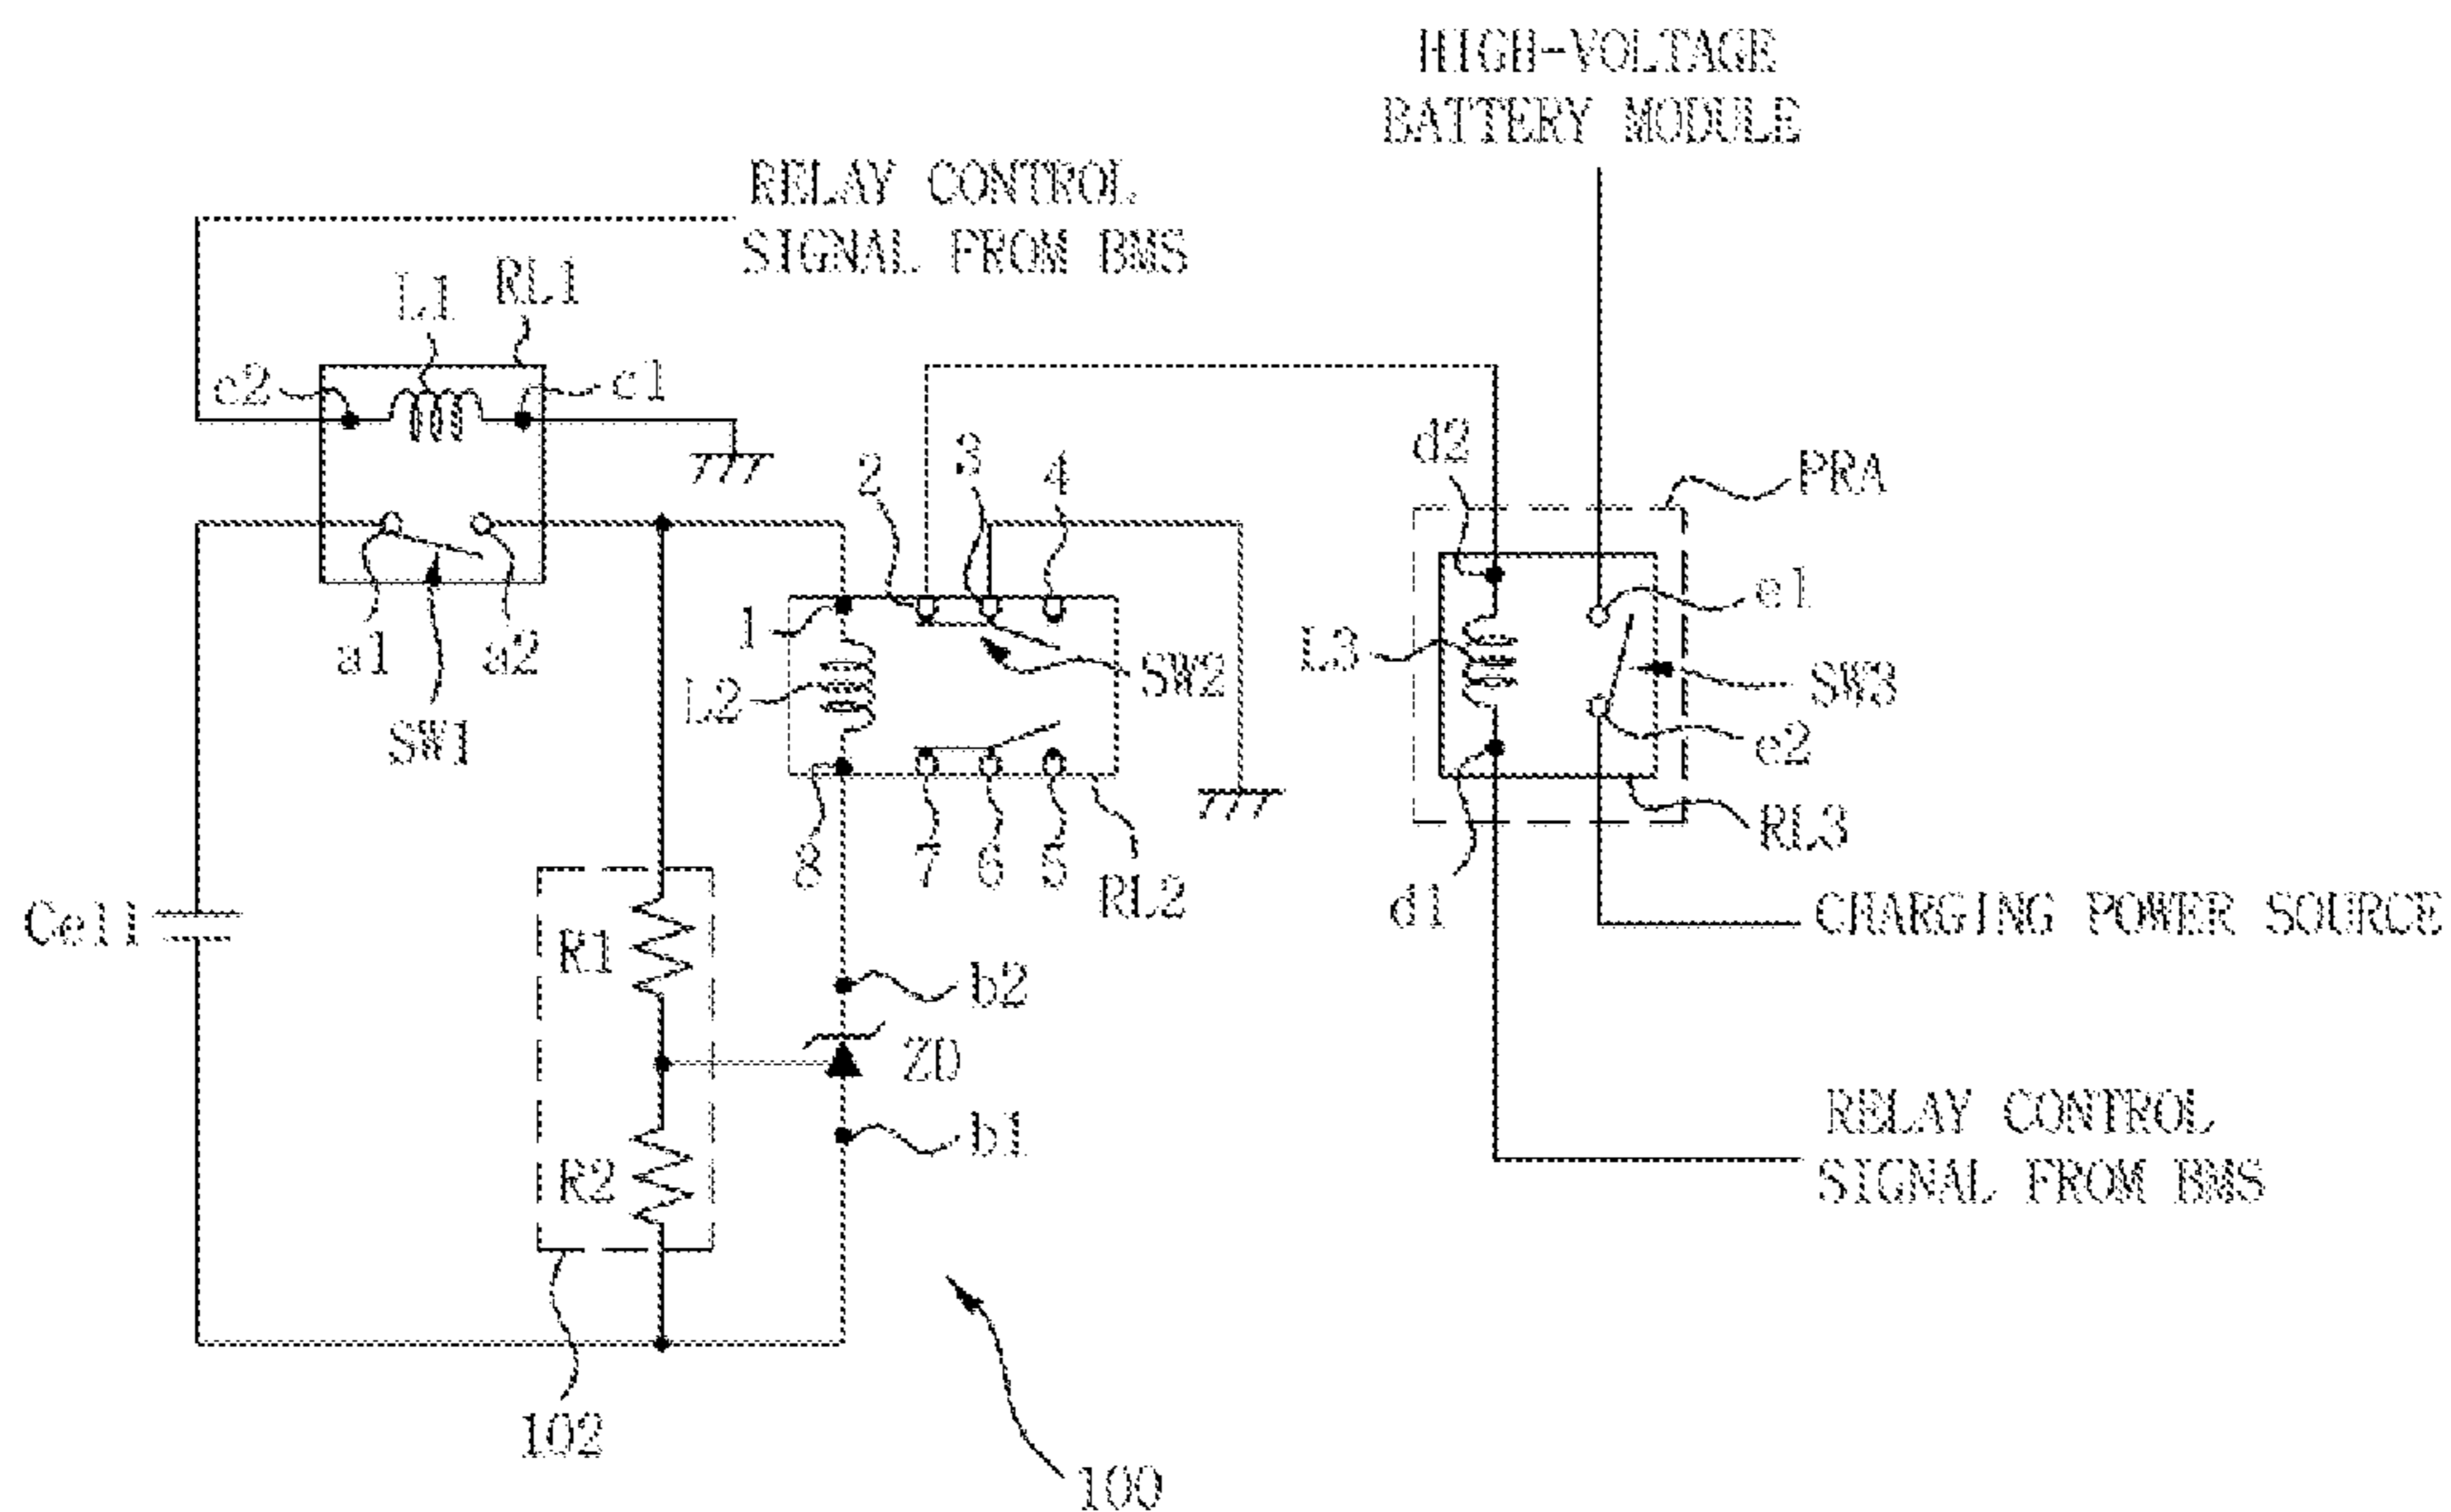 HIGH-VOLTAGE
BATTERY MODULE
RELAY CONTROL
SIGNAL FROM BMS
L1
RL1
c2
c1
2
3
4
d2
PRA
a1
a2
1
SW2
L2
L3
e1
SW3
SW1
e2
8
7
6
5
RL2
RL3
d1
Cell
CHARGING POWER SOURCE
R1
b2
ZD
b1
R2
RELAY CONTROL
SIGNAL FROM BMS
102
100